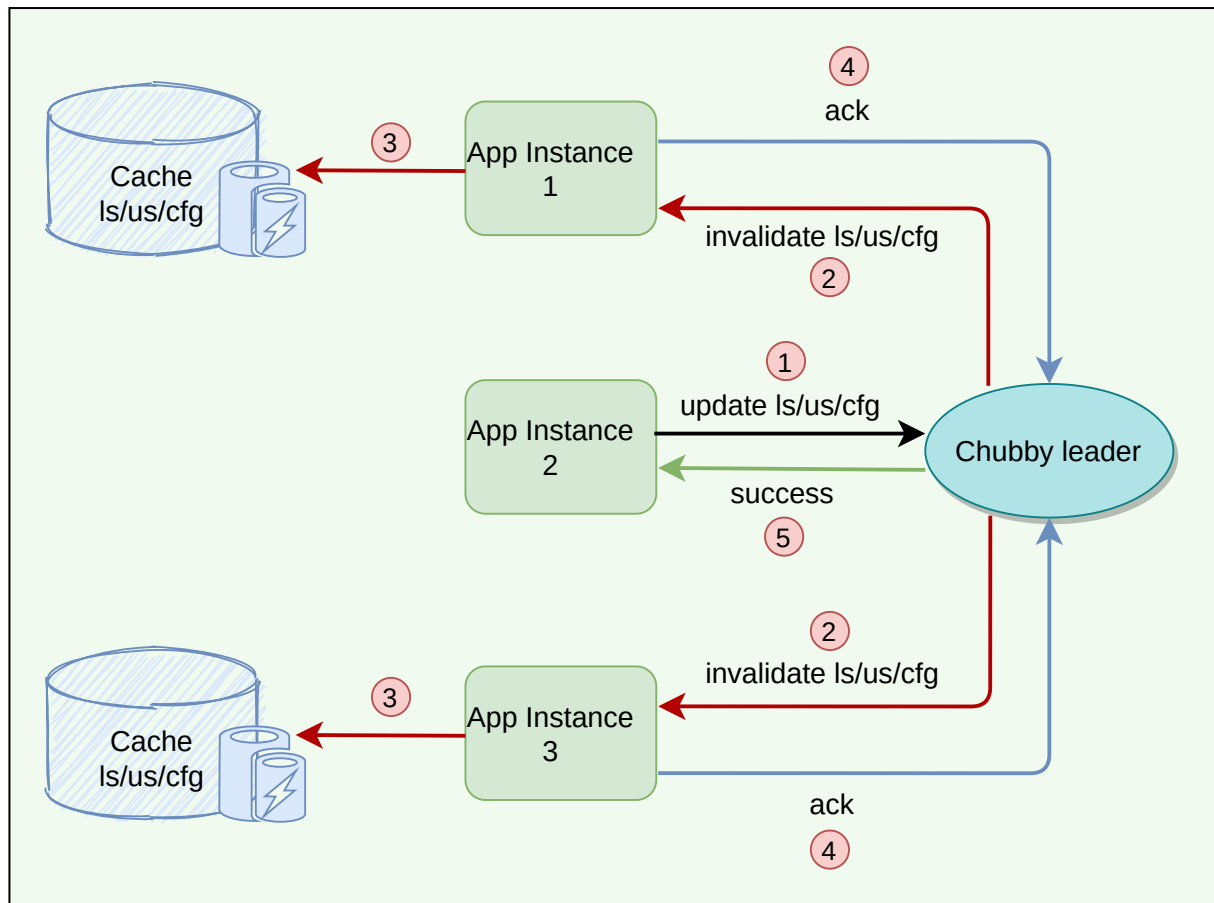 4
ack
3
App Instance
1
Cache
ls/us/cfg
invalidate ls/us/cfg
2
1
update ls/us/cfg
App Instance
2
Chubby leader
success
5
2
invalidate ls/us/cfg
3
App Instance
3
Cache
ls/us/cfg
ack
4